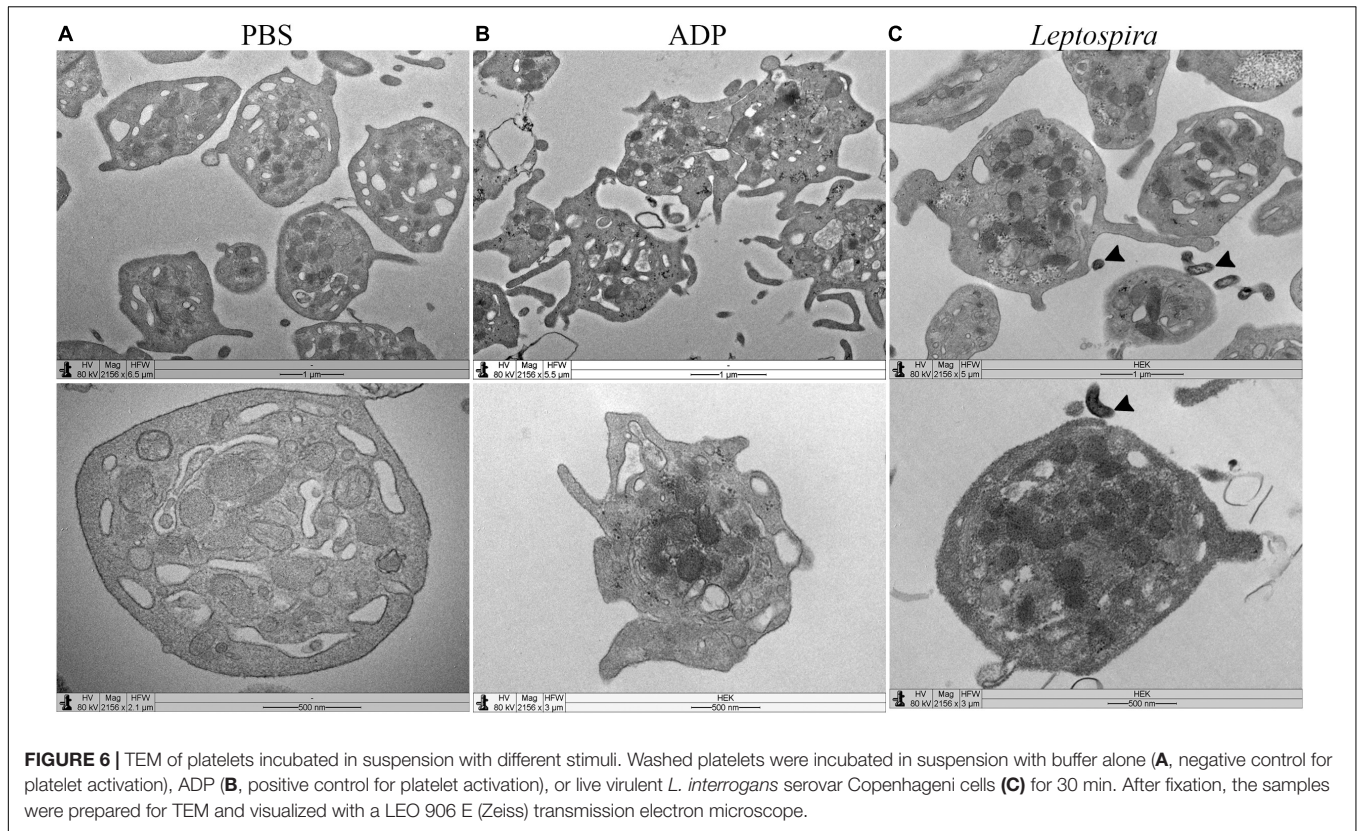 A PBS
B ADP
C Leptospira
HV Mag HFW -
80 kV 2156 x 6.5 µm 1 µm
HV Mag HFW -
80 kV 2156 x 5.5 µm 1 µm
HV Mag HFW HEK
80 kV 2156 x 5 µm 1 µm
HV Mag HFW -
80 kV 2156 x 2.1 µm 500 nm
HV Mag HFW HEK
80 kV 2156 x 3 µm 500 nm
HV Mag HFW HEK
80 kV 2156 x 3 µm 500 nm
FIGURE 6 | TEM of platelets incubated in suspension with different stimuli. Washed platelets were incubated in suspension with buffer alone (A, negative control for
platelet activation), ADP (B, positive control for platelet activation), or live virulent L. interrogans serovar Copenhageni cells (C) for 30 min. After fixation, the samples
were prepared for TEM and visualized with a LEO 906 E (Zeiss) transmission electron microscope.